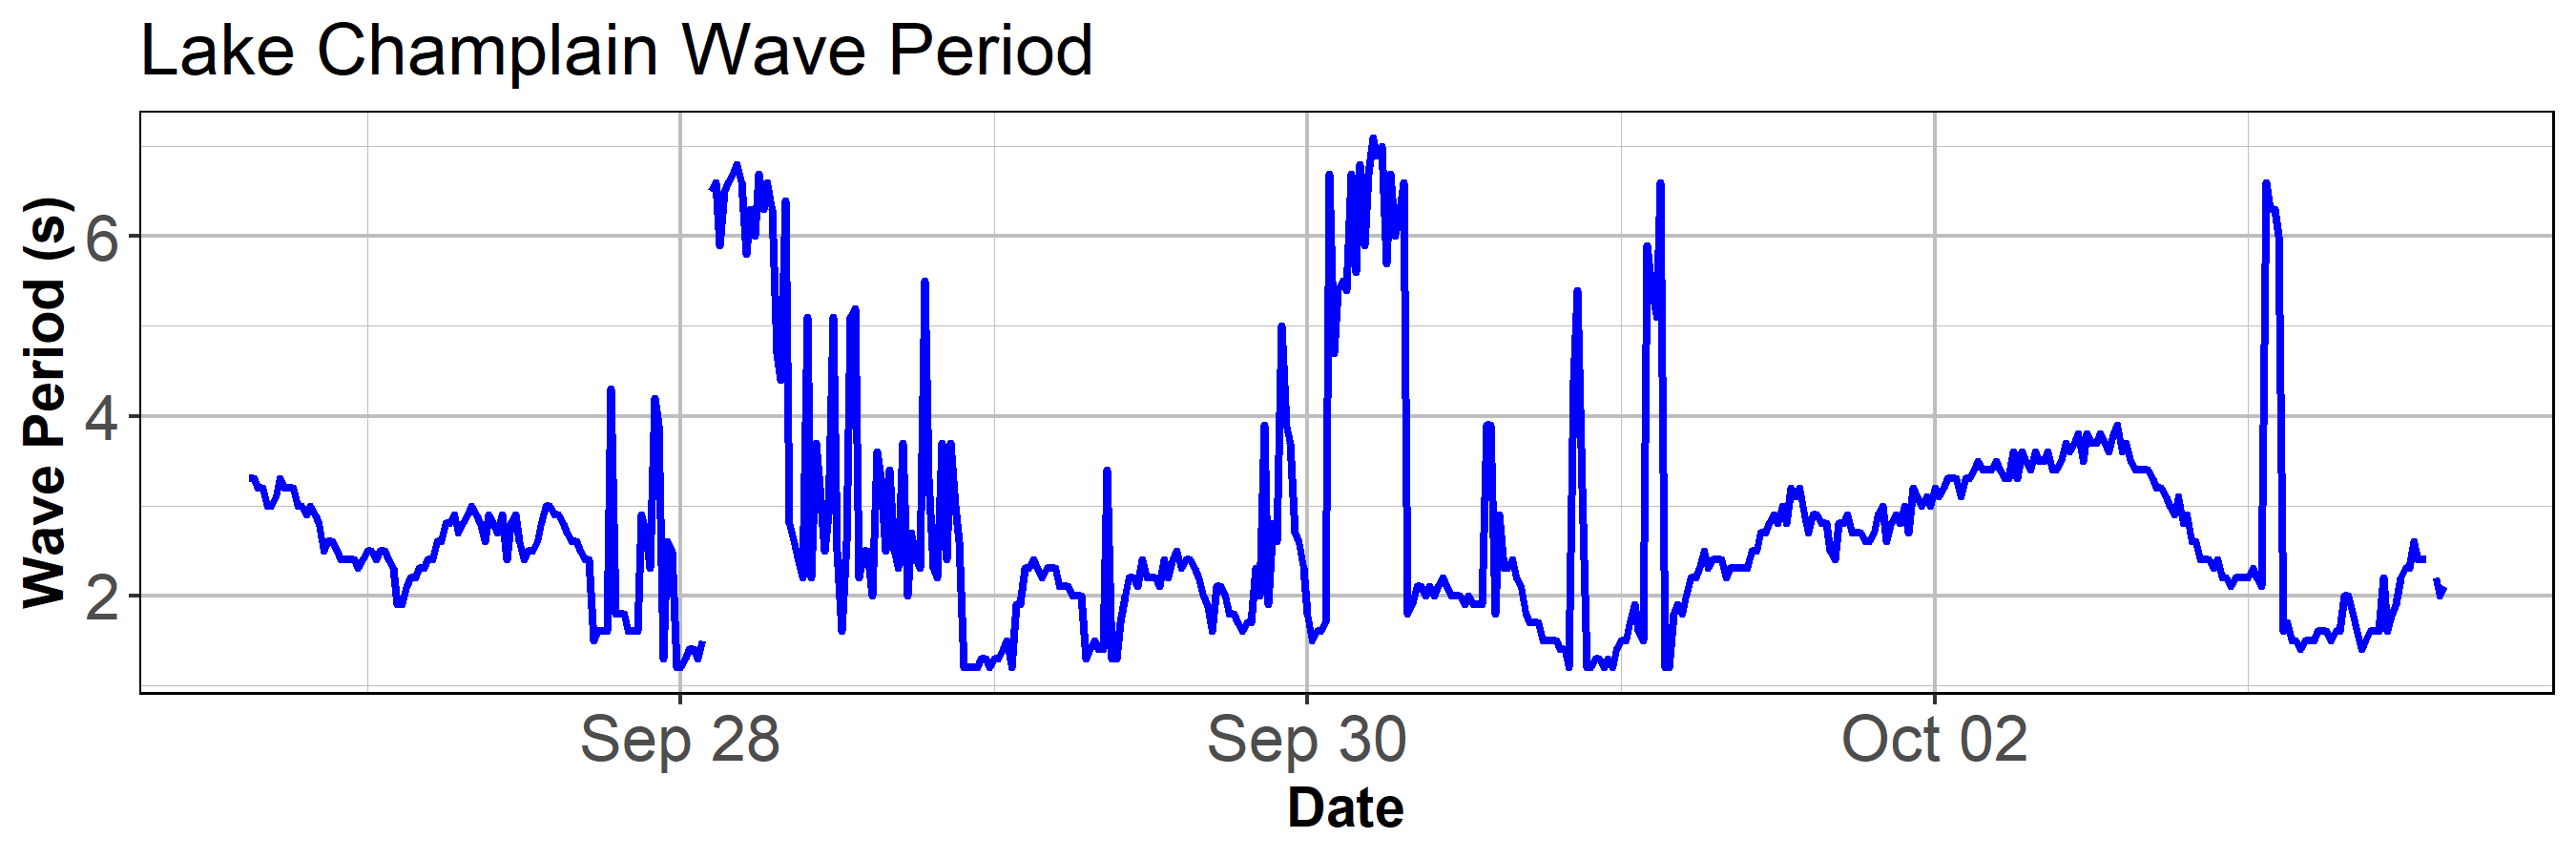 Lake Champlain Wave Period
Wave Period (s)
6
4
2
Sep 28 Sep 30 Oct 02
Date